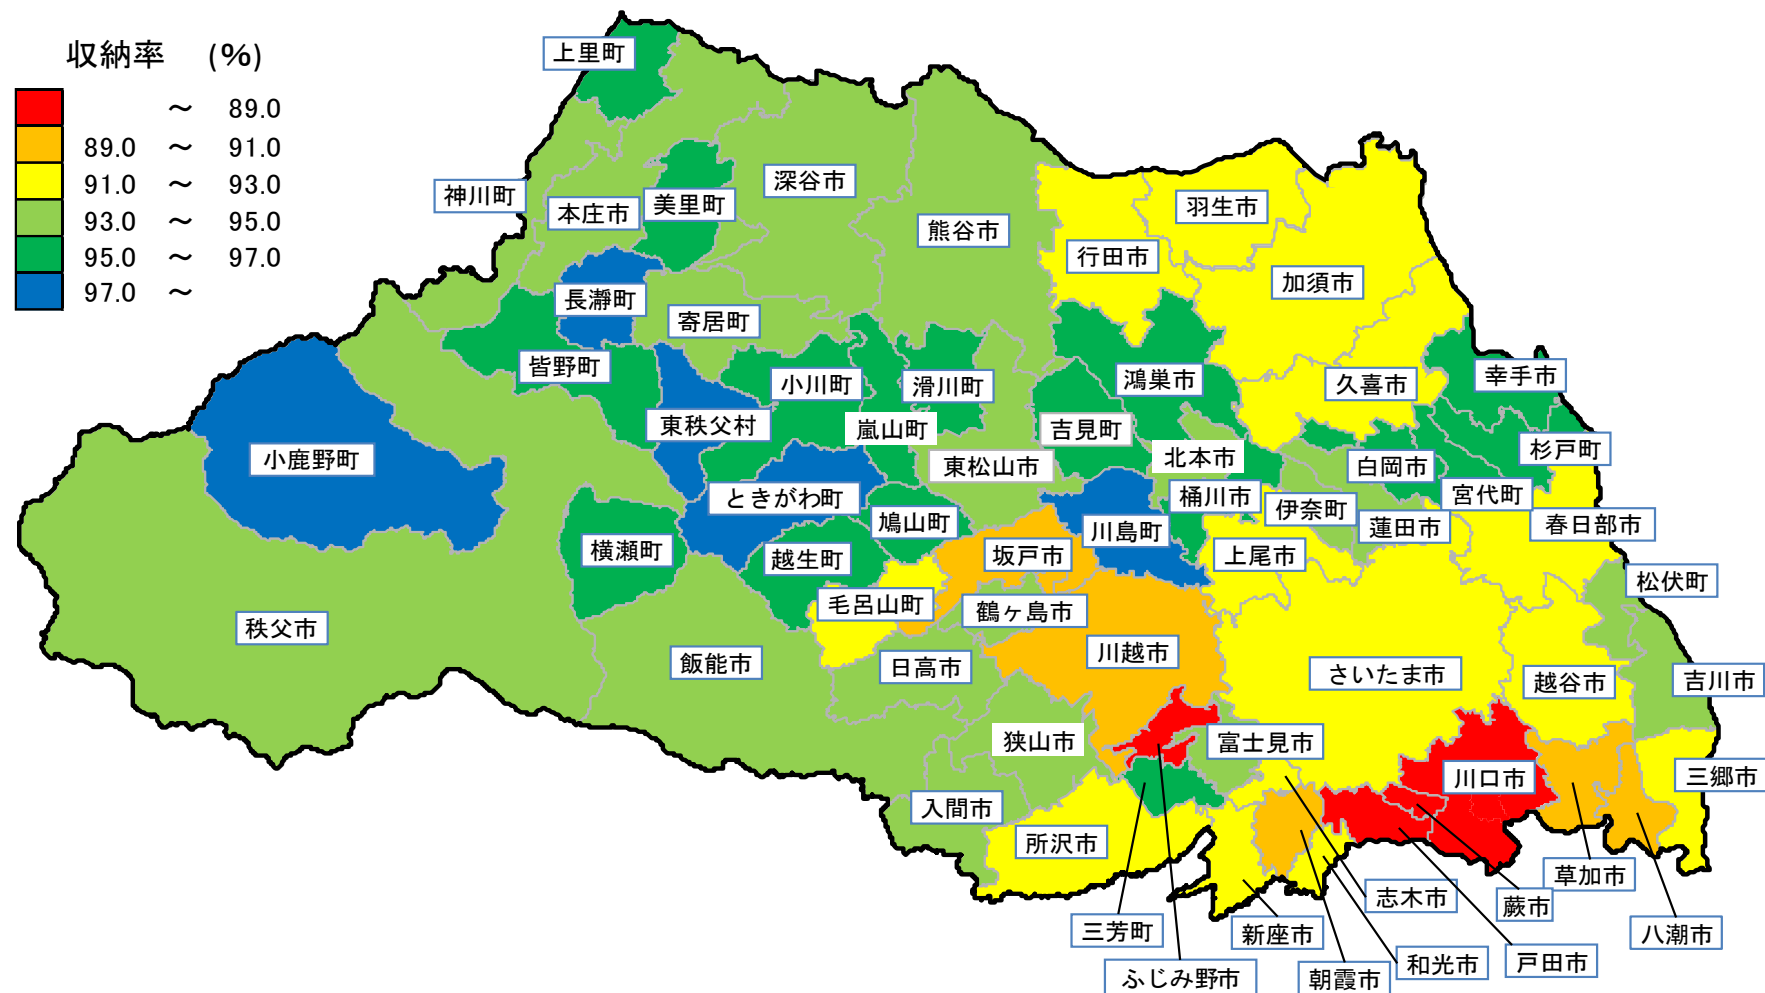 収納率 (%)
～ 89.0
89.0 ～ 91.0
91.0 ～ 93.0
93.0 ～ 95.0
95.0 ～ 97.0
97.0 ～
上里町
神川町
本庄市
美里町
深谷市
熊谷市
行田市
羽生市
加須市
長瀞町
寄居町
皆野町
小川町
滑川町
鴻巣市
久喜市
幸手市
東秩父村
嵐山町
吉見町
北本市
白岡市
杉戸町
小鹿野町
東松山市
ときがわ町
鳩山町
桶川市
伊奈町
宮代町
蓮田市
春日部市
横瀬町
越生町
坂戸市
川島町
上尾市
松伏町
毛呂山町
鶴ヶ島市
秩父市
飯能市
日高市
川越市
さいたま市
越谷市
吉川市
狭山市
富士見市
川口市
三郷市
入間市
所沢市
草加市
志木市
蕨市
三芳町
新座市
八潮市
ふじみ野市
朝霞市
和光市
戸田市